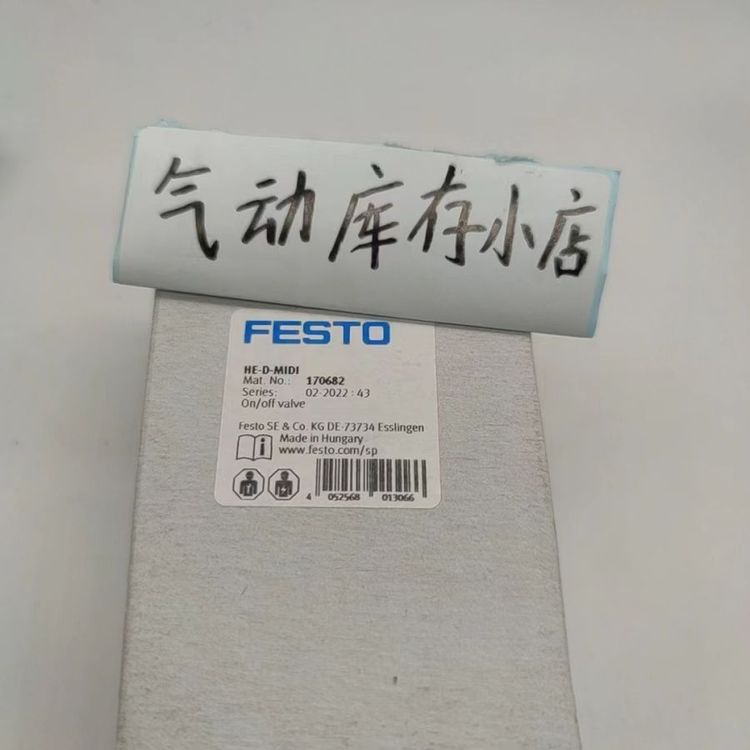 气动库存小店
FESTO
HE-D-MIDI
Mat. No.: 170682
Series: 02-2022 : 43
On/off valve
Festo SE & Co. KG DE-73734 Esslingen
Made in Hungary
www.festo.com/sp
4 052568 013066